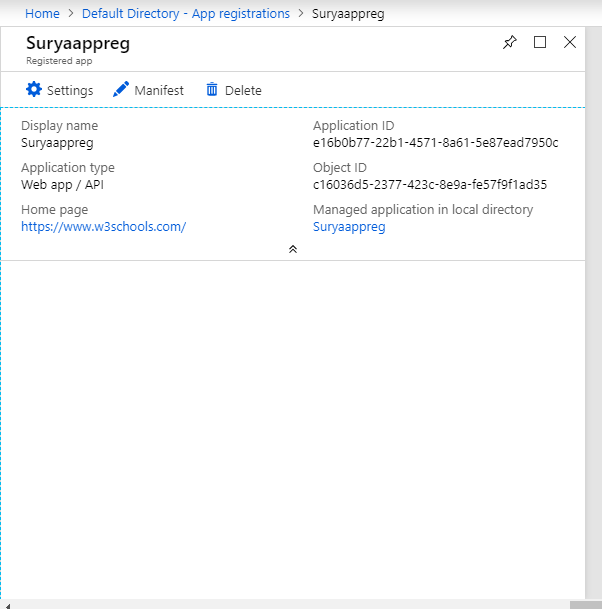 Home > Default Directory - App registrations > Suryaappreg
Suryaappreg
Registered app
Settings Manifest Delete
Display name
Suryaappreg
Application type
Web app / API
Home page
https://www.w3schools.com/
Application ID
e16b0b77-22b1-4571-8a61-5e87ead7950c
Object ID
c16036d5-2377-423c-8e9a-fe57f9f1ad35
Managed application in local directory
Suryaappreg